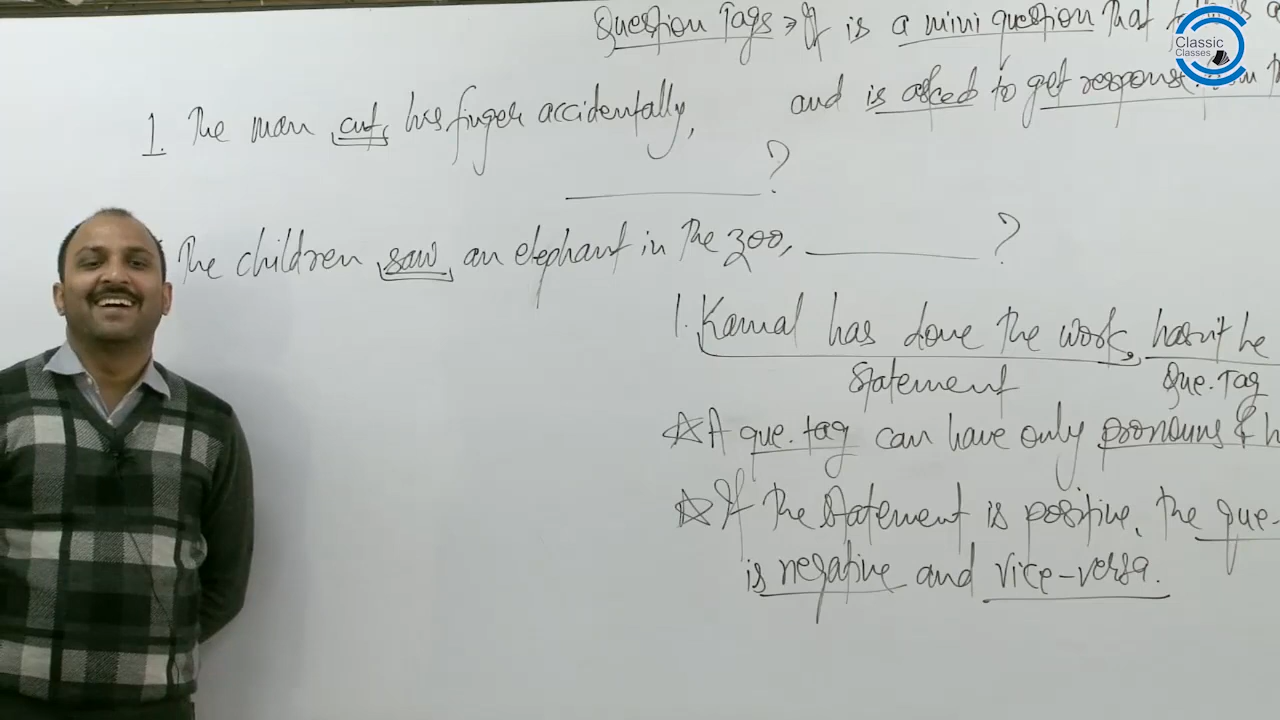 Question Tags → It is a mini question That
Classic
Classes
and is asked to get response
1. The man cut his finger accidentally,
?
The children saw an elephant in the zoo, ?
1. Kamal has done the work, hasn't he
Statement Que. Tag
☆ A que. tag can have only pronouns &
☆ If the statement is positive, the que.
is negative and vice-versa.